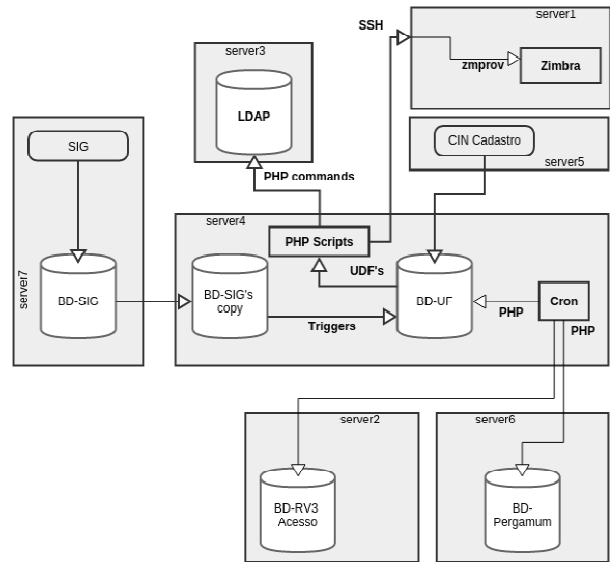 server1
SSH
zmprov
Zimbra
server3
LDAP
PHP commands
CIN Cadastro
server5
SIG
server7
BD-SIG
server4
PHP Scripts
UDF's
BD-SIG's
copy
Triggers
BD-UF
PHP
Cron
PHP
server2
BD-RV3
Acesso
server6
BD-
Pergamum